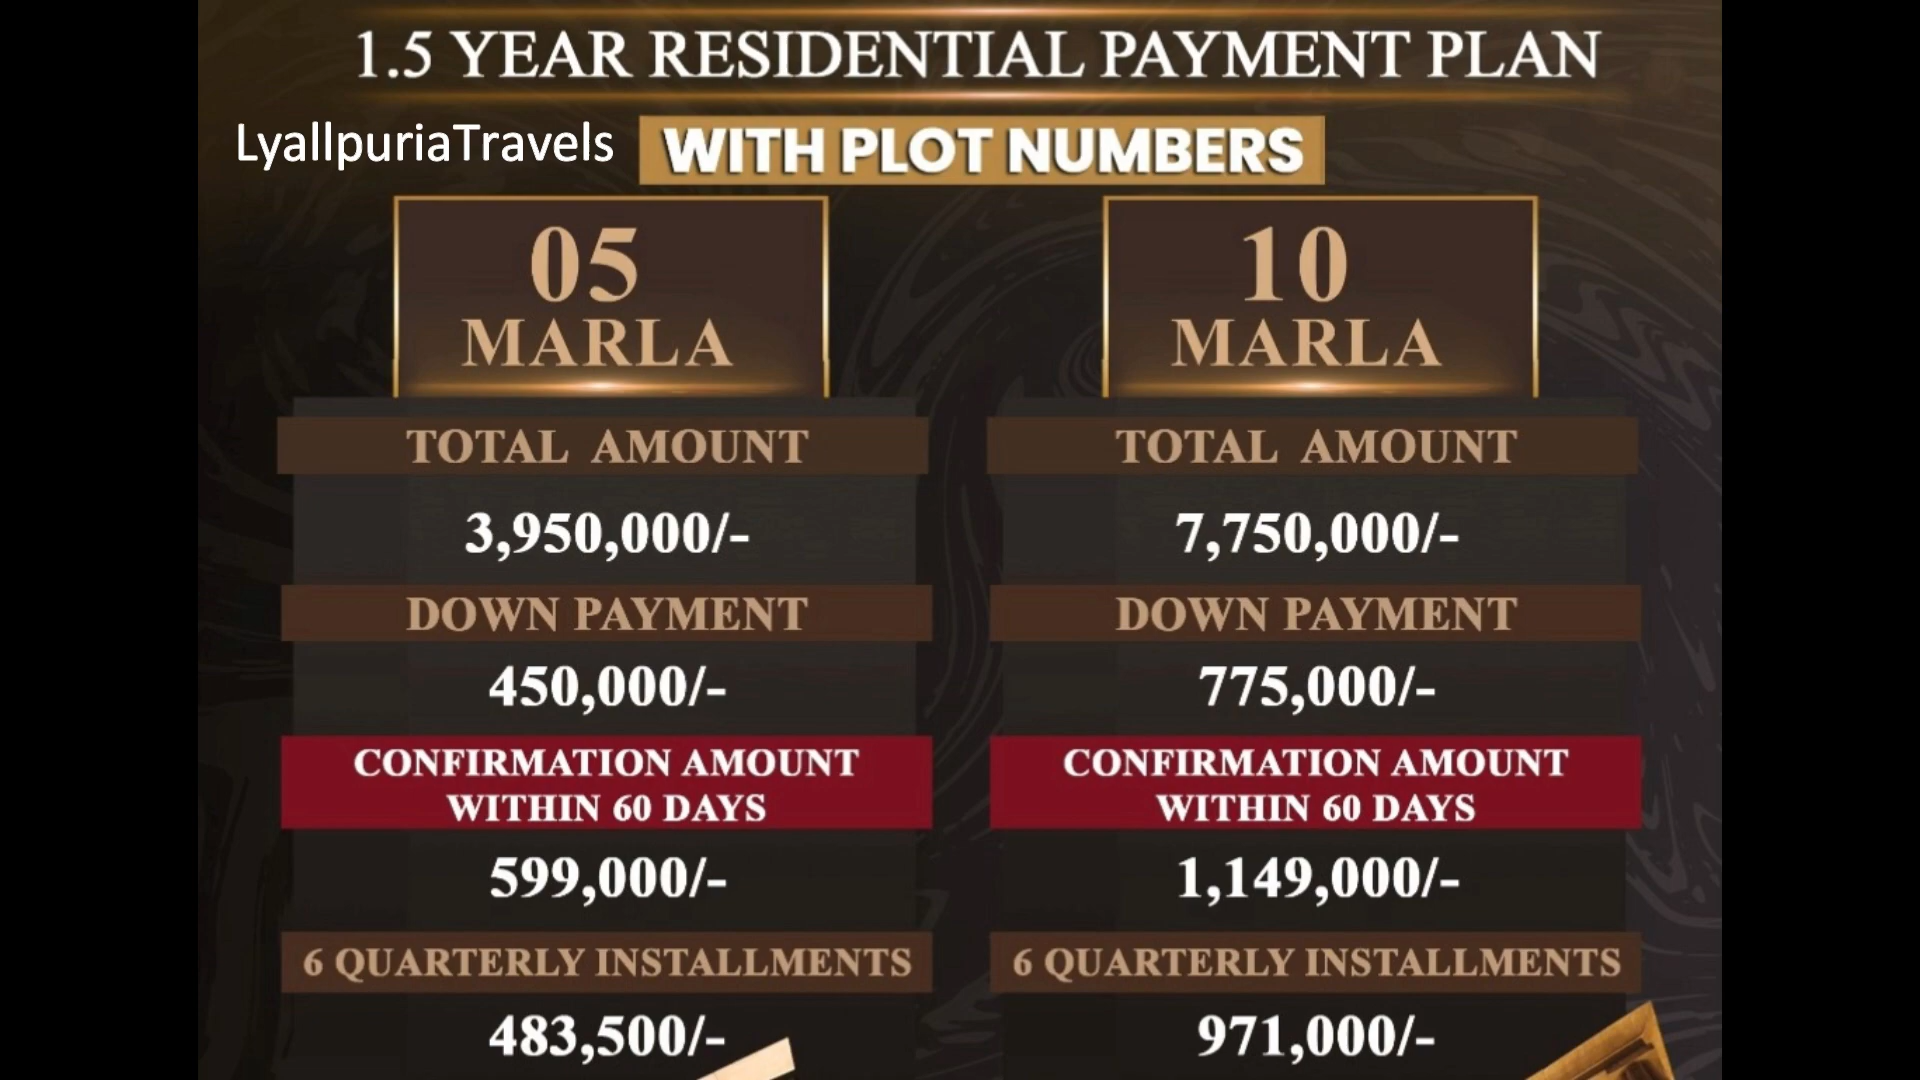 1.5 YEAR RESIDENTIAL PAYMENT PLAN
LyallpuriaTravels
WITH PLOT NUMBERS
05
MARLA
TOTAL AMOUNT
3,950,000/-
DOWN PAYMENT
450,000/-
CONFIRMATION AMOUNT
WITHIN 60 DAYS
599,000/-
6 QUARTERLY INSTALLMENTS
483,500/-
10
MARLA
TOTAL AMOUNT
7,750,000/-
DOWN PAYMENT
775,000/-
CONFIRMATION AMOUNT
WITHIN 60 DAYS
1,149,000/-
6 QUARTERLY INSTALLMENTS
971,000/-